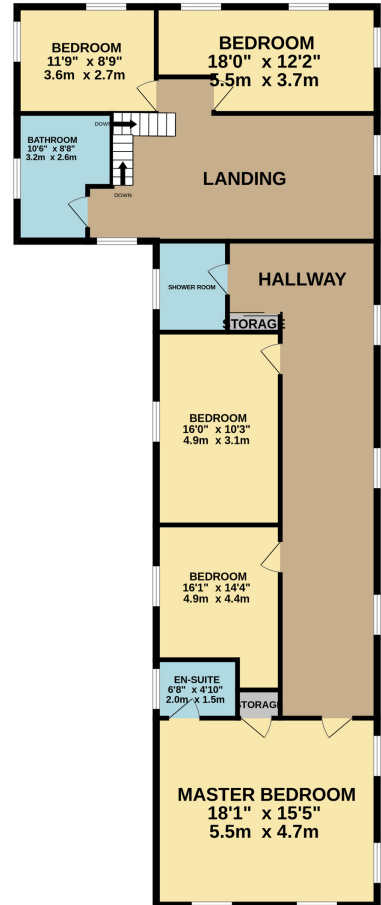 BEDROOM
11'9" x 8'9"
3.6m x 2.7m
BEDROOM
18'0" x 12'2"
5.5m x 3.7m
DOWN
BATHROOM
10'6" x 8'8"
3.2m x 2.6m
LANDING
DOWN
SHOWER ROOM
HALLWAY
STORAGE
BEDROOM
16'0" x 10'3"
4.9m x 3.1m
BEDROOM
16'1" x 14'4"
4.9m x 4.4m
EN-SUITE
6'8" x 4'10"
2.0m x 1.5m
STORAGE
MASTER BEDROOM
18'1" x 15'5"
5.5m x 4.7m